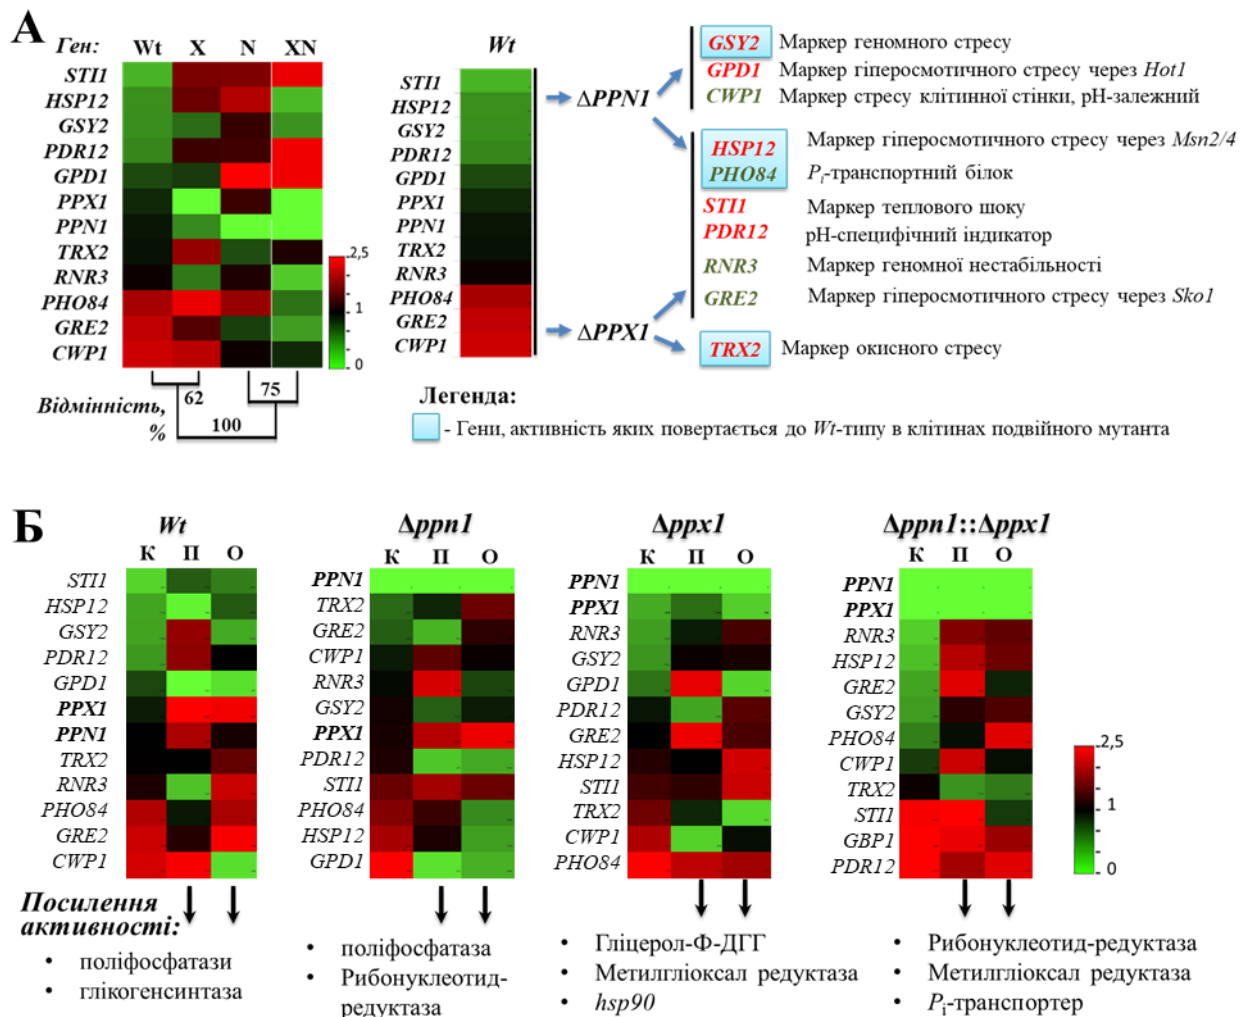 А
Ген: Wt X N XN
STI1
HSP12
GSY2
PDR12
GPD1
PPX1
PPN1
TRX2
RNR3
PHO84
GRE2
CWP1
2,5
1
0
Відмінність, %
62
75
100
Wt
STI1
HSP12
GSY2
PDR12
GPD1
PPX1
PPN1
TRX2
RNR3
PHO84
GRE2
CWP1
ΔPPN1
ΔPPX1
GSY2 Маркер геномного стресу
GPD1 Маркер гіперосмотичного стресу через Hot1
CWP1 Маркер стресу клітинної стінки, pH-залежний
HSP12 Маркер гіперосмотичного стресу через Msn2/4
PHO84 Pi-транспортний білок
STI1 Маркер теплового шоку
PDR12 pH-специфічний індикатор
RNR3 Маркер геномної нестабільності
GRE2 Маркер гіперосмотичного стресу через Sko1
TRX2 Маркер окисного стресу
Легенда:
- Гени, активність яких повертається до Wt-типу в клітинах подвійного мутанта
Б
Wt
К П О
STI1
HSP12
GSY2
PDR12
GPD1
PPX1
PPN1
TRX2
RNR3
PHO84
GRE2
CWP1
Δppn1
К П О
PPN1
TRX2
GRE2
CWP1
RNR3
GSY2
PPX1
PDR12
STI1
PHO84
HSP12
GPD1
Δppx1
К П О
PPN1
PPX1
RNR3
GSY2
GPD1
PDR12
GRE2
HSP12
STI1
TRX2
CWP1
PHO84
Δppn1::Δppx1
К П О
PPN1
PPX1
RNR3
HSP12
GRE2
GSY2
PHO84
CWP1
TRX2
STI1
GBP1
PDR12
2,5
1
0
Посилення
активності:
• поліфосфатази
• глікогенсинтаза
• поліфосфатаза
• Рибонуклеотид-
редуктаза
• Гліцерол-Ф-ДГГ
• Метилгліоксал редуктаза
• hsp90
• Рибонуклеотид-редуктаза
• Метилгліоксал редуктаза
• Pi-транспортер